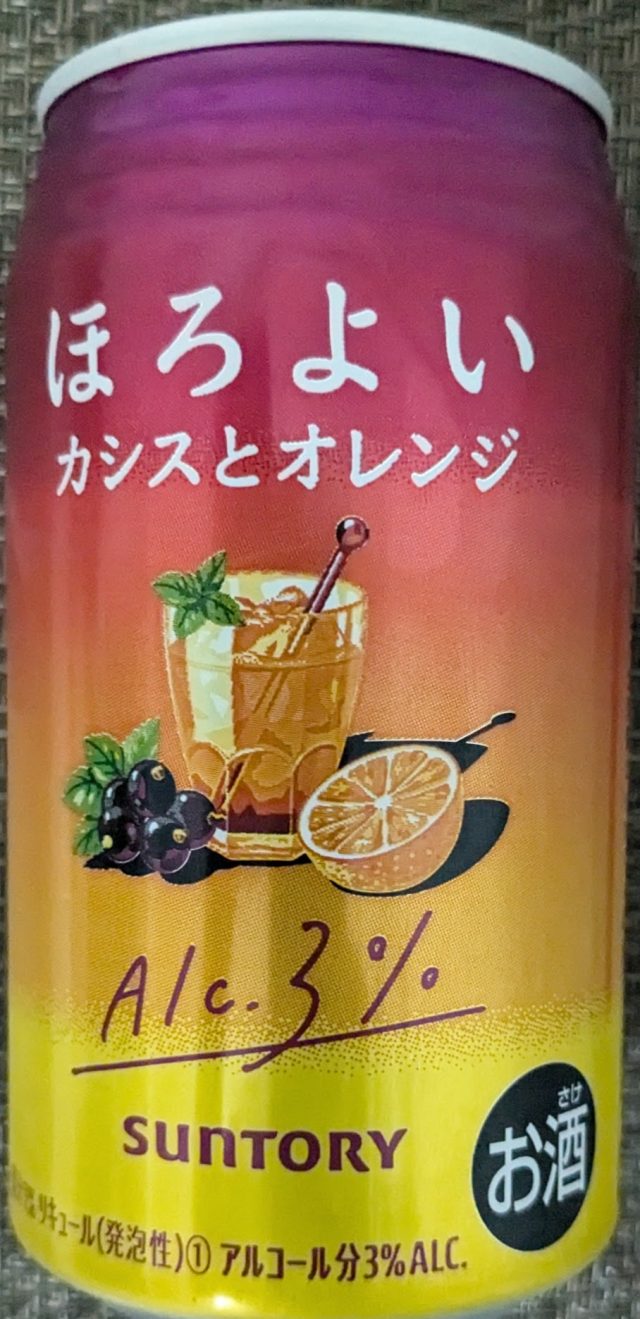 ほろよい
カシスとオレンジ
Alc.3%
SUNTORY
さけ
お酒
リキュール(発泡性)① アルコール分3%ALC.